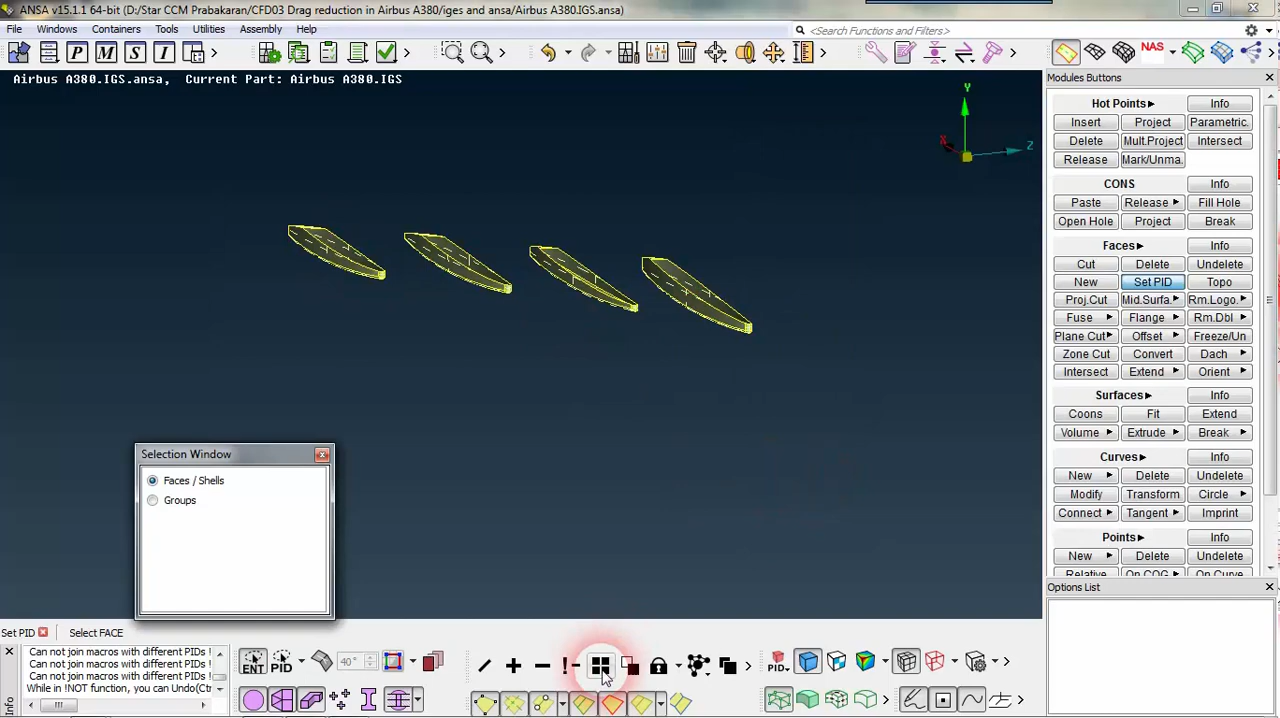 ANSA v15.1.1 64-bit (D:/Star CCM Prabakaran/CFD03 Drag reduction in Airbus A380/iges and ansa/Airbus A380.IGS.ansa)
File Windows Containers Tools Utilities Assembly Help
<Search Functions / Filters>
P M S I NAS
Airbus A380.IGS.ansa, Current Part: Airbus A380.IGS
Y
X
Z
Modules Buttons
Hot Points Info
Insert Project Parametric.
Delete Mult.Project Intersect
Release Mark/Unma.
CONS Info
Paste Release Fill Hole
Open Hole Project Break
Faces Info
Cut Delete Undelete
New Set PID Topo
Proj.Cut Mid.Surfa. Rm.Logo.
Fuse Flange Rm.Dbl
Plane Cut Offset Freeze/Un
Zone Cut Convert Dach
Intersect Extend Orient
Surfaces Info
Coons Fit Extend
Volume Extrude Break
Curves Info
New Delete Undelete
Modify Transform Circle
Connect Tangent Imprint
Points Info
New Delete Undelete
Relative On COG On Curve
Options List
Selection Window
Faces / Shells
Groups
Set PID Select FACE
Can not join macros with different PIDs !
Can not join macros with different PIDs !
Can not join macros with different PIDs !
While in !NOT function, you can Undo(Ctr
Info
ENT PID 40°
PID